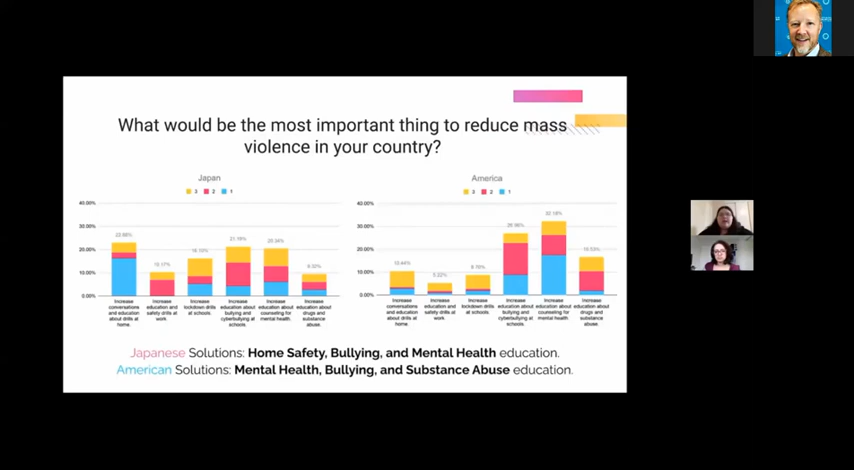 What would be the most important thing to reduce mass
violence in your country?
Japan
3 2 1
40.00%
30.00%
20.00%
10.00%
0.00%
Increase
conversations
and education
about drills at
home.
Increase
education and
safety drills at
work.
Increase
lockdown drills
at schools.
Increase
education about
bullying and
cyberbullying at
schools.
Increase
education about
counseling for
mental health.
Increase
education about
drugs and
substance
abuse.
America
3 2 1
40.00%
30.00%
20.00%
10.00%
0.00%
10.44%
32.18%
Increase
conversations
and education
about drills at
home.
Increase
education and
safety drills at
work.
Increase
lockdown drills
at schools.
Increase
education about
bullying and
cyberbullying at
schools.
Increase
education about
counseling for
mental health.
Increase
education about
drugs and
substance
abuse.
Japanese Solutions: Home Safety, Bullying, and Mental Health education.
American Solutions: Mental Health, Bullying, and Substance Abuse education.